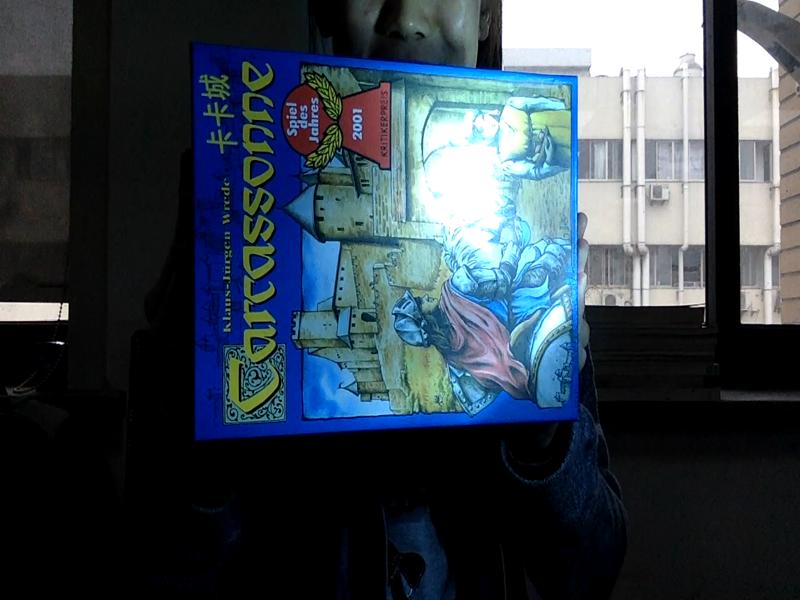 卡卡城
Klaus-Jürgen Wrede
Carcassonne
Spiel
des
Jahres
2001
KRITIKERPREIS